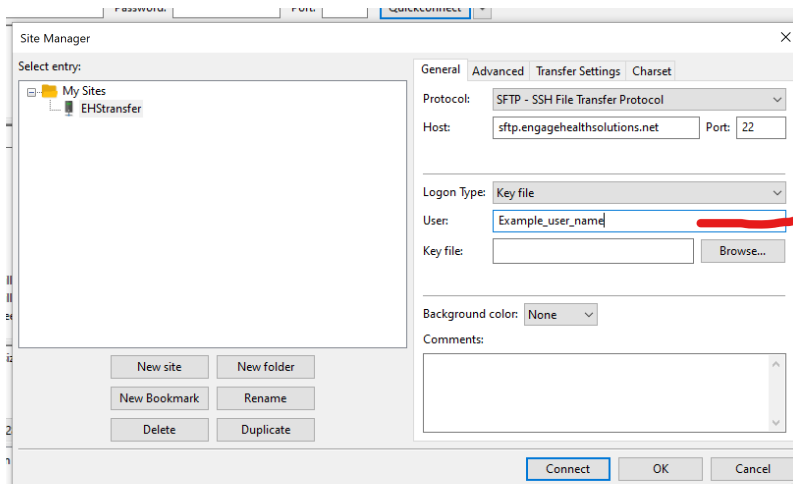 Password: Port: Quickconnect
Site Manager
Select entry:
My Sites
EHStransfer
General Advanced Transfer Settings Charset
Protocol: SFTP - SSH File Transfer Protocol
Host: sftp.engagehealthsolutions.net Port: 22
Logon Type: Key file
User: Example_user_name
Key file: Browse...
Background color: None
Comments:
New site New folder
New Bookmark Rename
Delete Duplicate
Connect OK Cancel